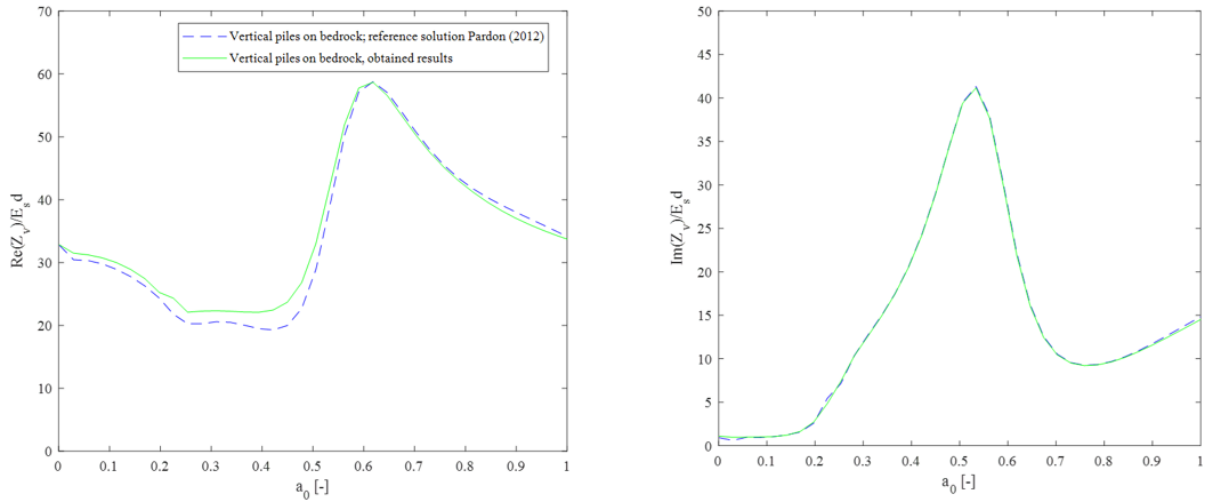 70
60
50
40
30
20
10
0
Re(Z_v)/E_s d
0 0.1 0.2 0.3 0.4 0.5 0.6 0.7 0.8 0.9 1
a_0 [-]
Vertical piles on bedrock; reference solution Pardon (2012)
Vertical piles on bedrock, obtained results
50
45
40
35
30
25
20
15
10
5
0
Im(Z_v)/E_s d
0 0.1 0.2 0.3 0.4 0.5 0.6 0.7 0.8 0.9 1
a_0 [-]